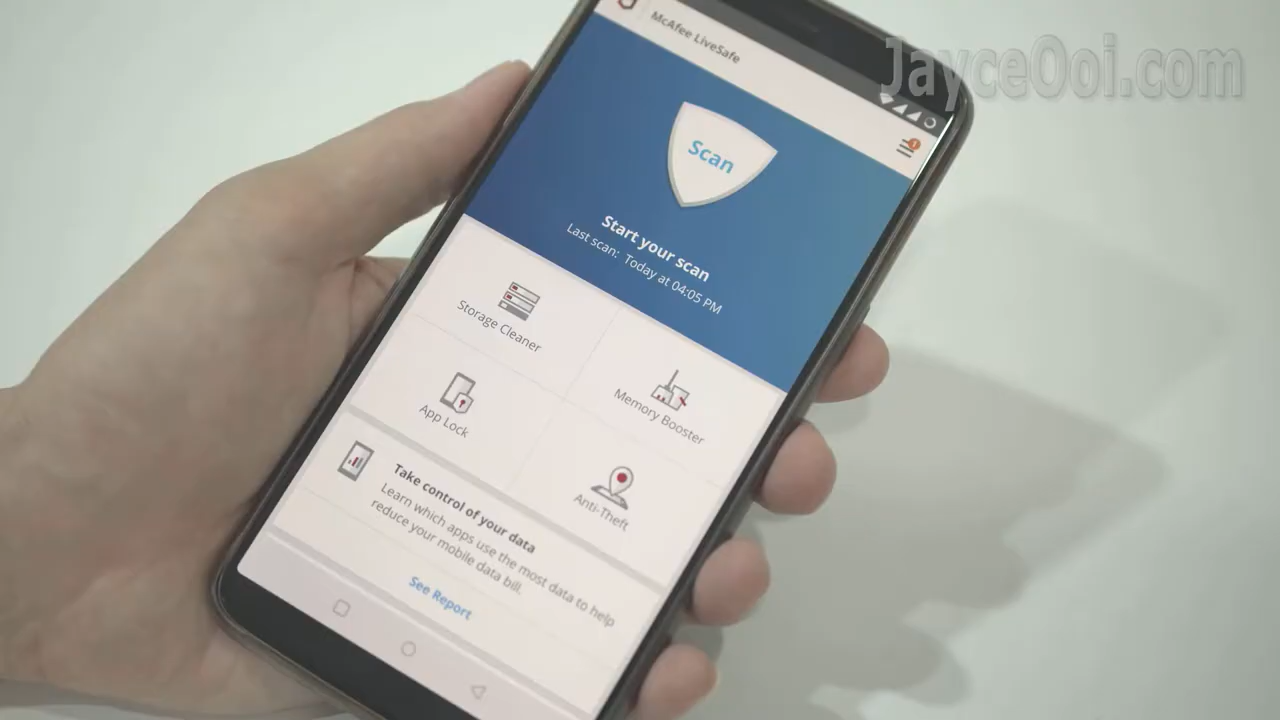 JayceOoi.com
McAfee LiveSafe
Scan
Start your scan
Last scan: Today at 04:05 PM
Storage Cleaner
Memory Booster
App Lock
Anti-Theft
Take control of your data
Learn which apps use the most data to help
reduce your mobile data bill.
See Report